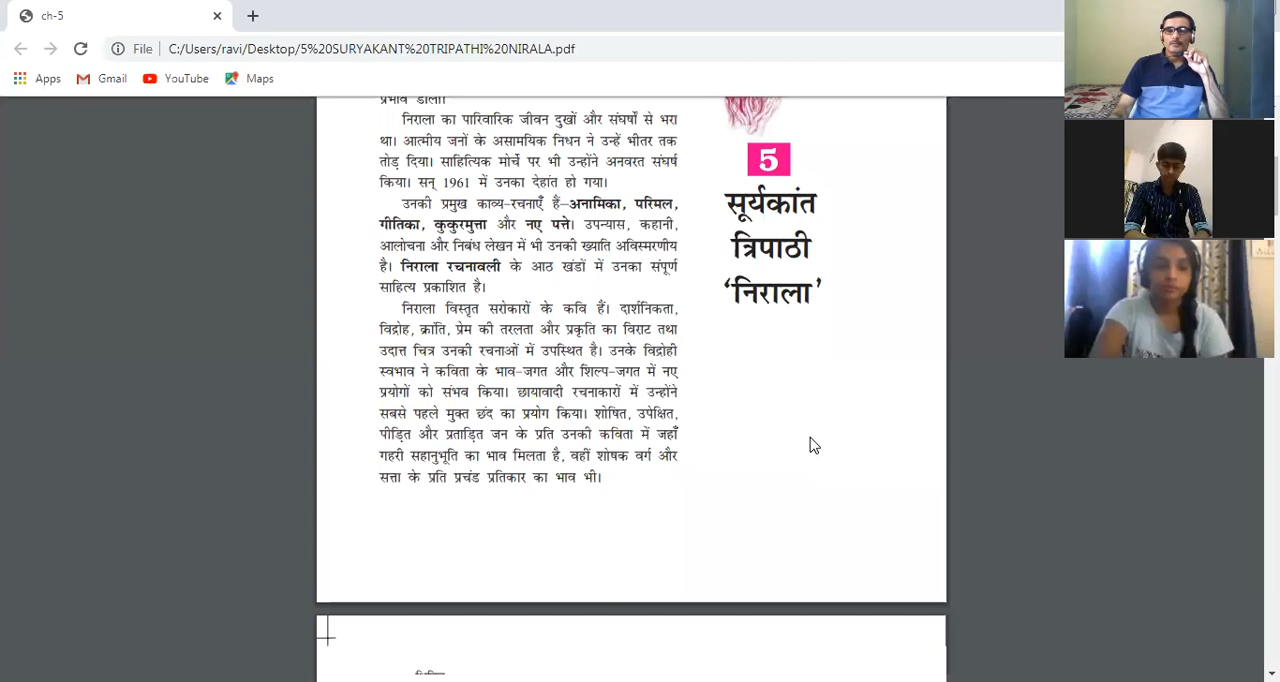 ch-5
File
C:/Users/ravi/Desktop/5%20SURYAKANT%20TRIPATHI%20NIRALA.pdf
Apps
Gmail
YouTube
Maps
प्रभाव डाला।
निराला का पारिवारिक जीवन दुखों और संघर्षों से भरा
था। आत्मीय जनों के असामयिक निधन ने उन्हें भीतर तक
तोड़ दिया। साहित्यिक मोर्चे पर भी उन्होंने अनवरत संघर्ष
किया। सन् 1961 में उनका देहांत हो गया।
उनकी प्रमुख काव्य-रचनाएँ हैं–अनामिका, परिमल,
गीतिका, कुकुरमुत्ता और नए पत्ते। उपन्यास, कहानी,
आलोचना और निबंध लेखन में भी उनकी ख्याति अविस्मरणीय
है। निराला रचनावली के आठ खंडों में उनका संपूर्ण
साहित्य प्रकाशित है।
निराला विस्तृत सरोकारों के कवि हैं। दार्शनिकता,
विद्रोह, क्रांति, प्रेम की तरलता और प्रकृति का विराट तथा
उदात्त चित्र उनकी रचनाओं में उपस्थित है। उनके विद्रोही
स्वभाव ने कविता के भाव-जगत और शिल्प-जगत में नए
प्रयोगों को संभव किया। छायावादी रचनाकारों में उन्होंने
सबसे पहले मुक्त छंद का प्रयोग किया। शोषित, उपेक्षित,
पीड़ित और प्रताड़ित जन के प्रति उनकी कविता में जहाँ
गहरी सहानुभूति का भाव मिलता है, वहीं शोषक वर्ग और
सत्ता के प्रति प्रचंड प्रतिकार का भाव भी।
5
सूर्यकांत
त्रिपाठी
‘निराला’